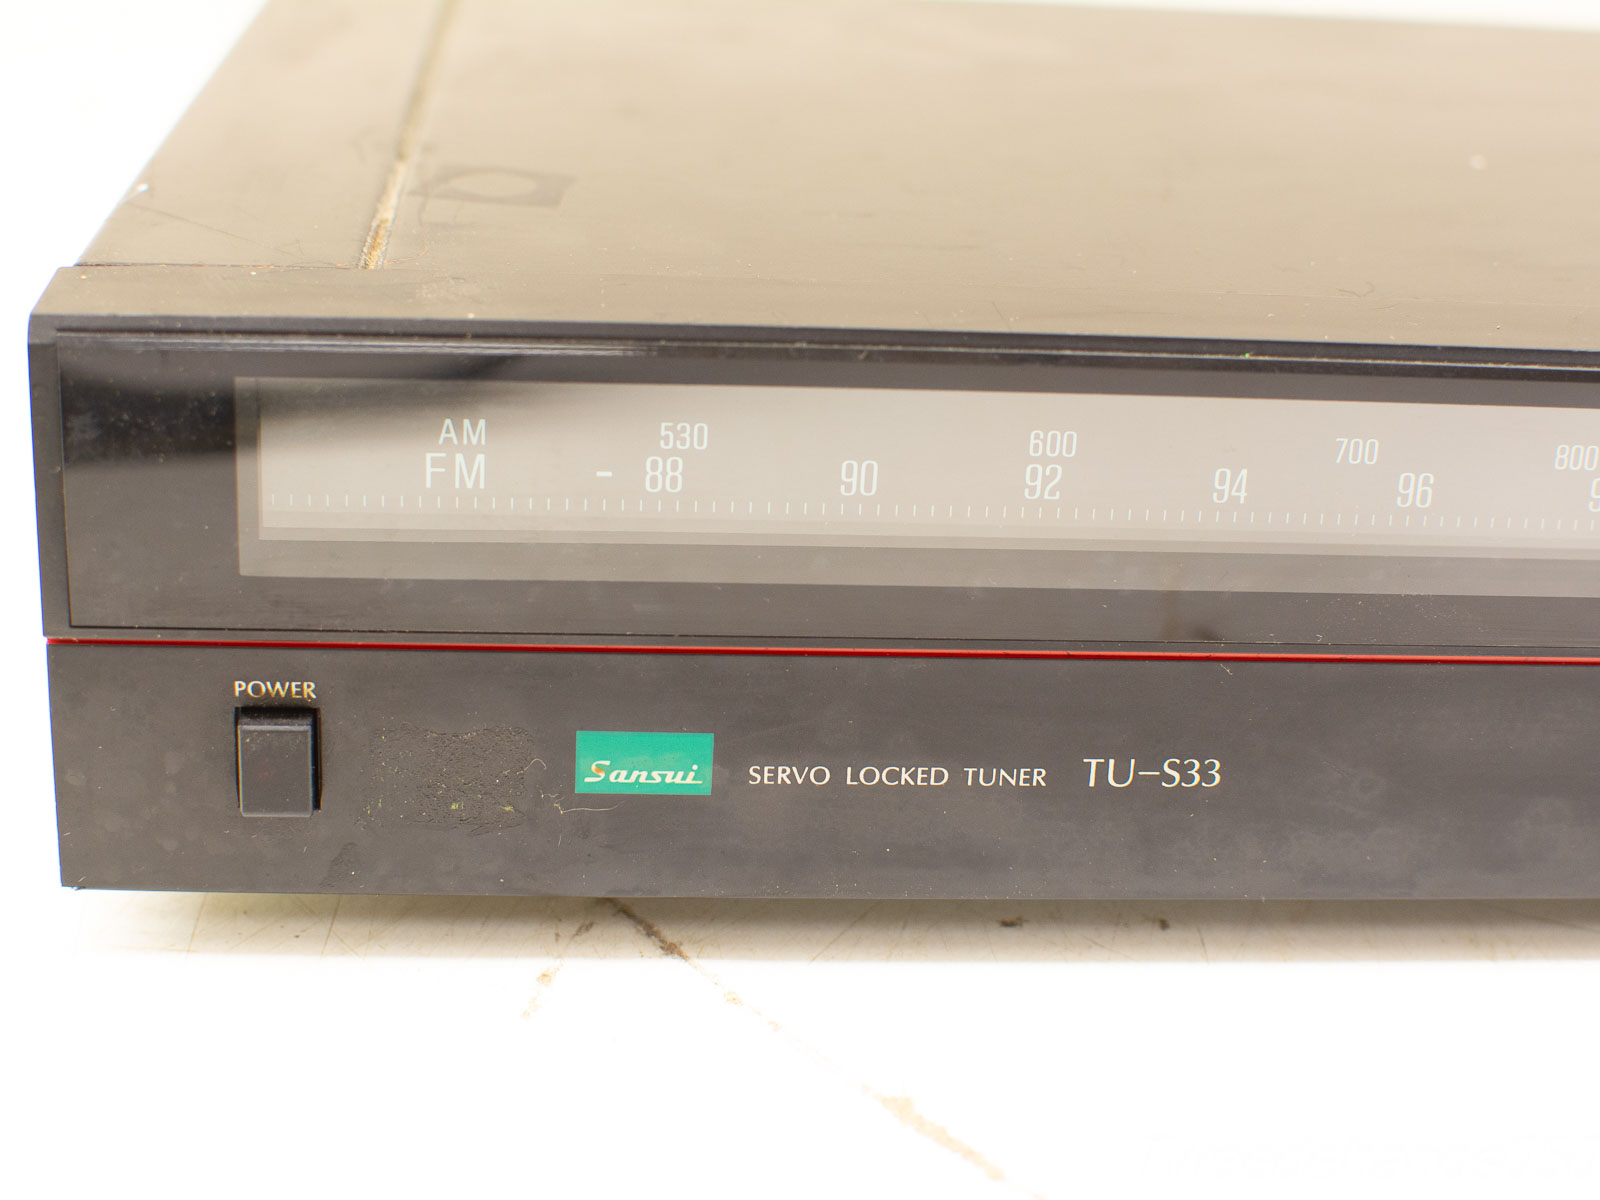 AM 530 600 700 800
FM - 88 90 92 94 96
POWER
Sansui SERVO LOCKED TUNER TU-S33